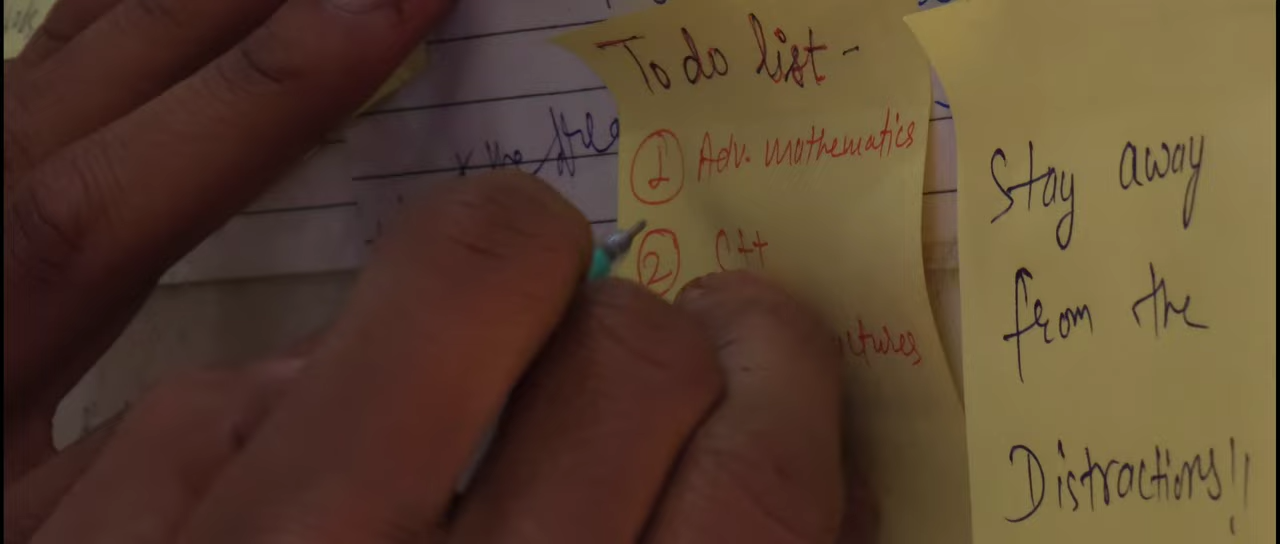 To do list -
1 Adv. mathematics
2 C++
Stay away
from the
Distractions!!